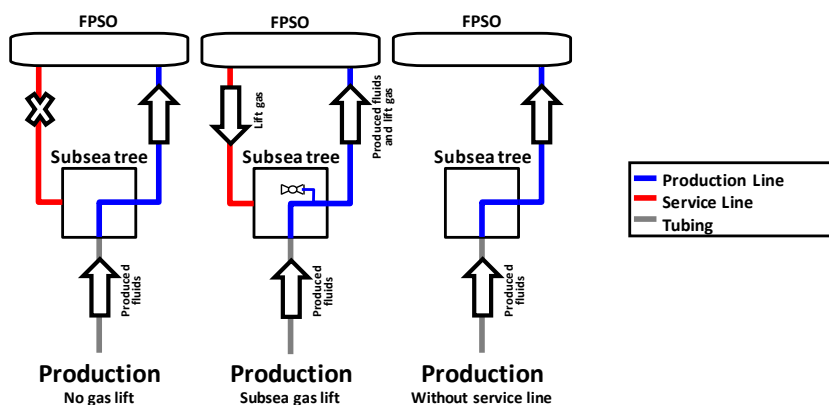 FPSO
FPSO
FPSO
Lift gas
Produced fluids
and lift gas
Subsea tree
Subsea tree
Subsea tree
Production Line
Service Line
Tubing
Produced
fluids
Produced
fluids
Produced
fluids
Production
No gas lift
Production
Subsea gas lift
Production
Without service line